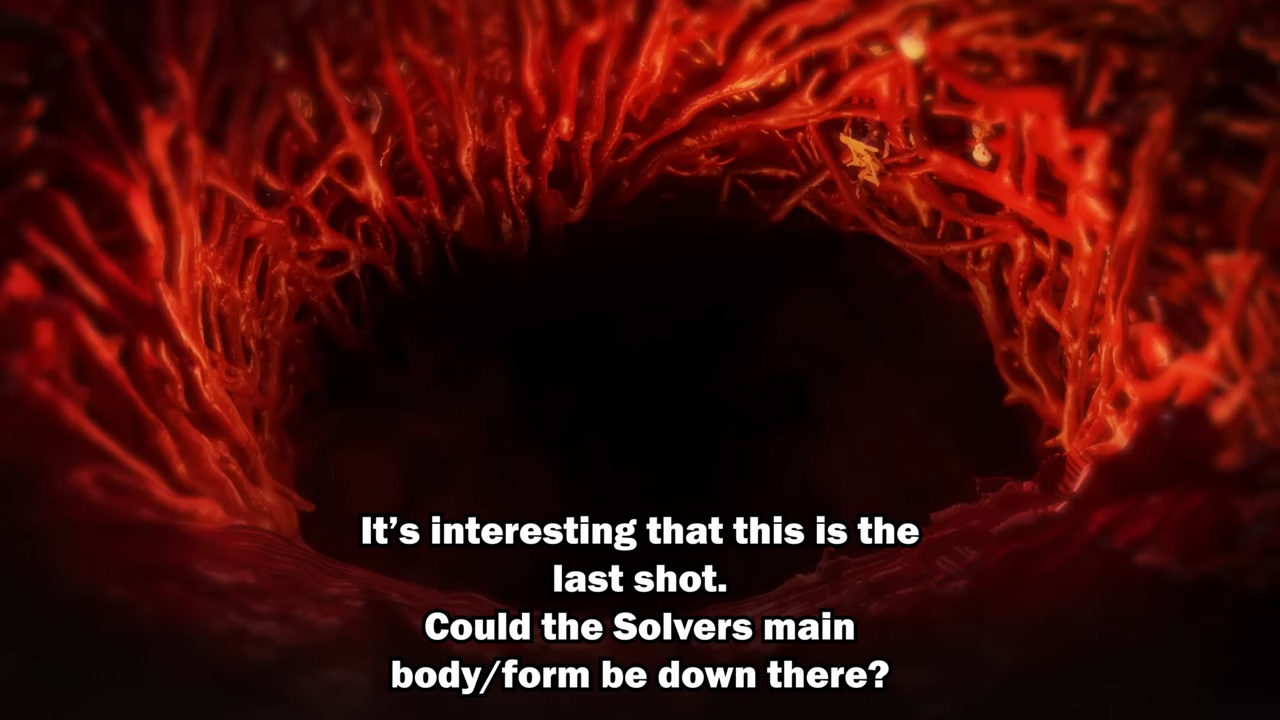 It’s interesting that this is the
last shot.
Could the Solvers main
body/form be down there?